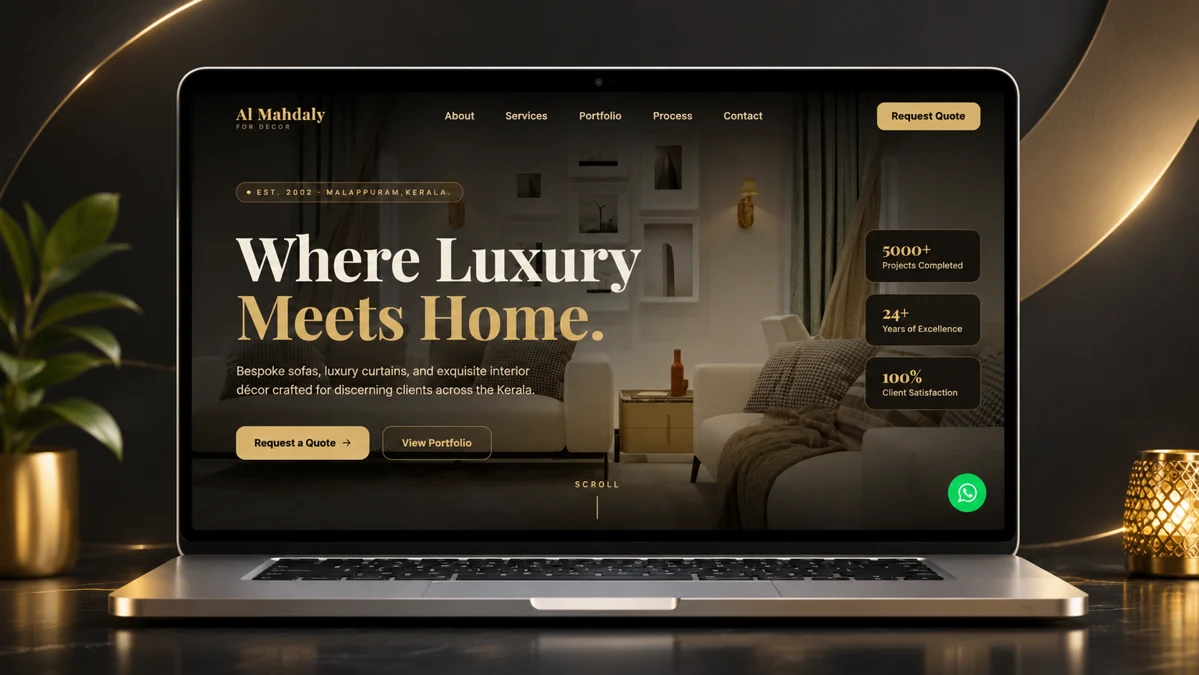 Al Mahdaly
FOR DECOR
About Services Portfolio Process Contact
Request Quote
EST. 2002 · MALAPPURAM,KERALA.
Where Luxury
Meets Home.
Bespoke sofas, luxury curtains, and exquisite interior
décor crafted for discerning clients across the Kerala.
Request a Quote →
View Portfolio
5000+
Projects Completed
24+
Years of Excellence
100%
Client Satisfaction
SCROLL